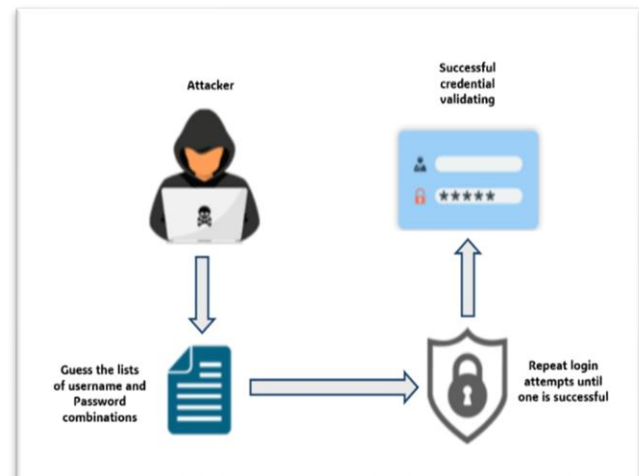 Attacker
Successful
credential
validating
*****
Guess the lists
of username and
Password
combinations
Repeat login
attempts until
one is successful